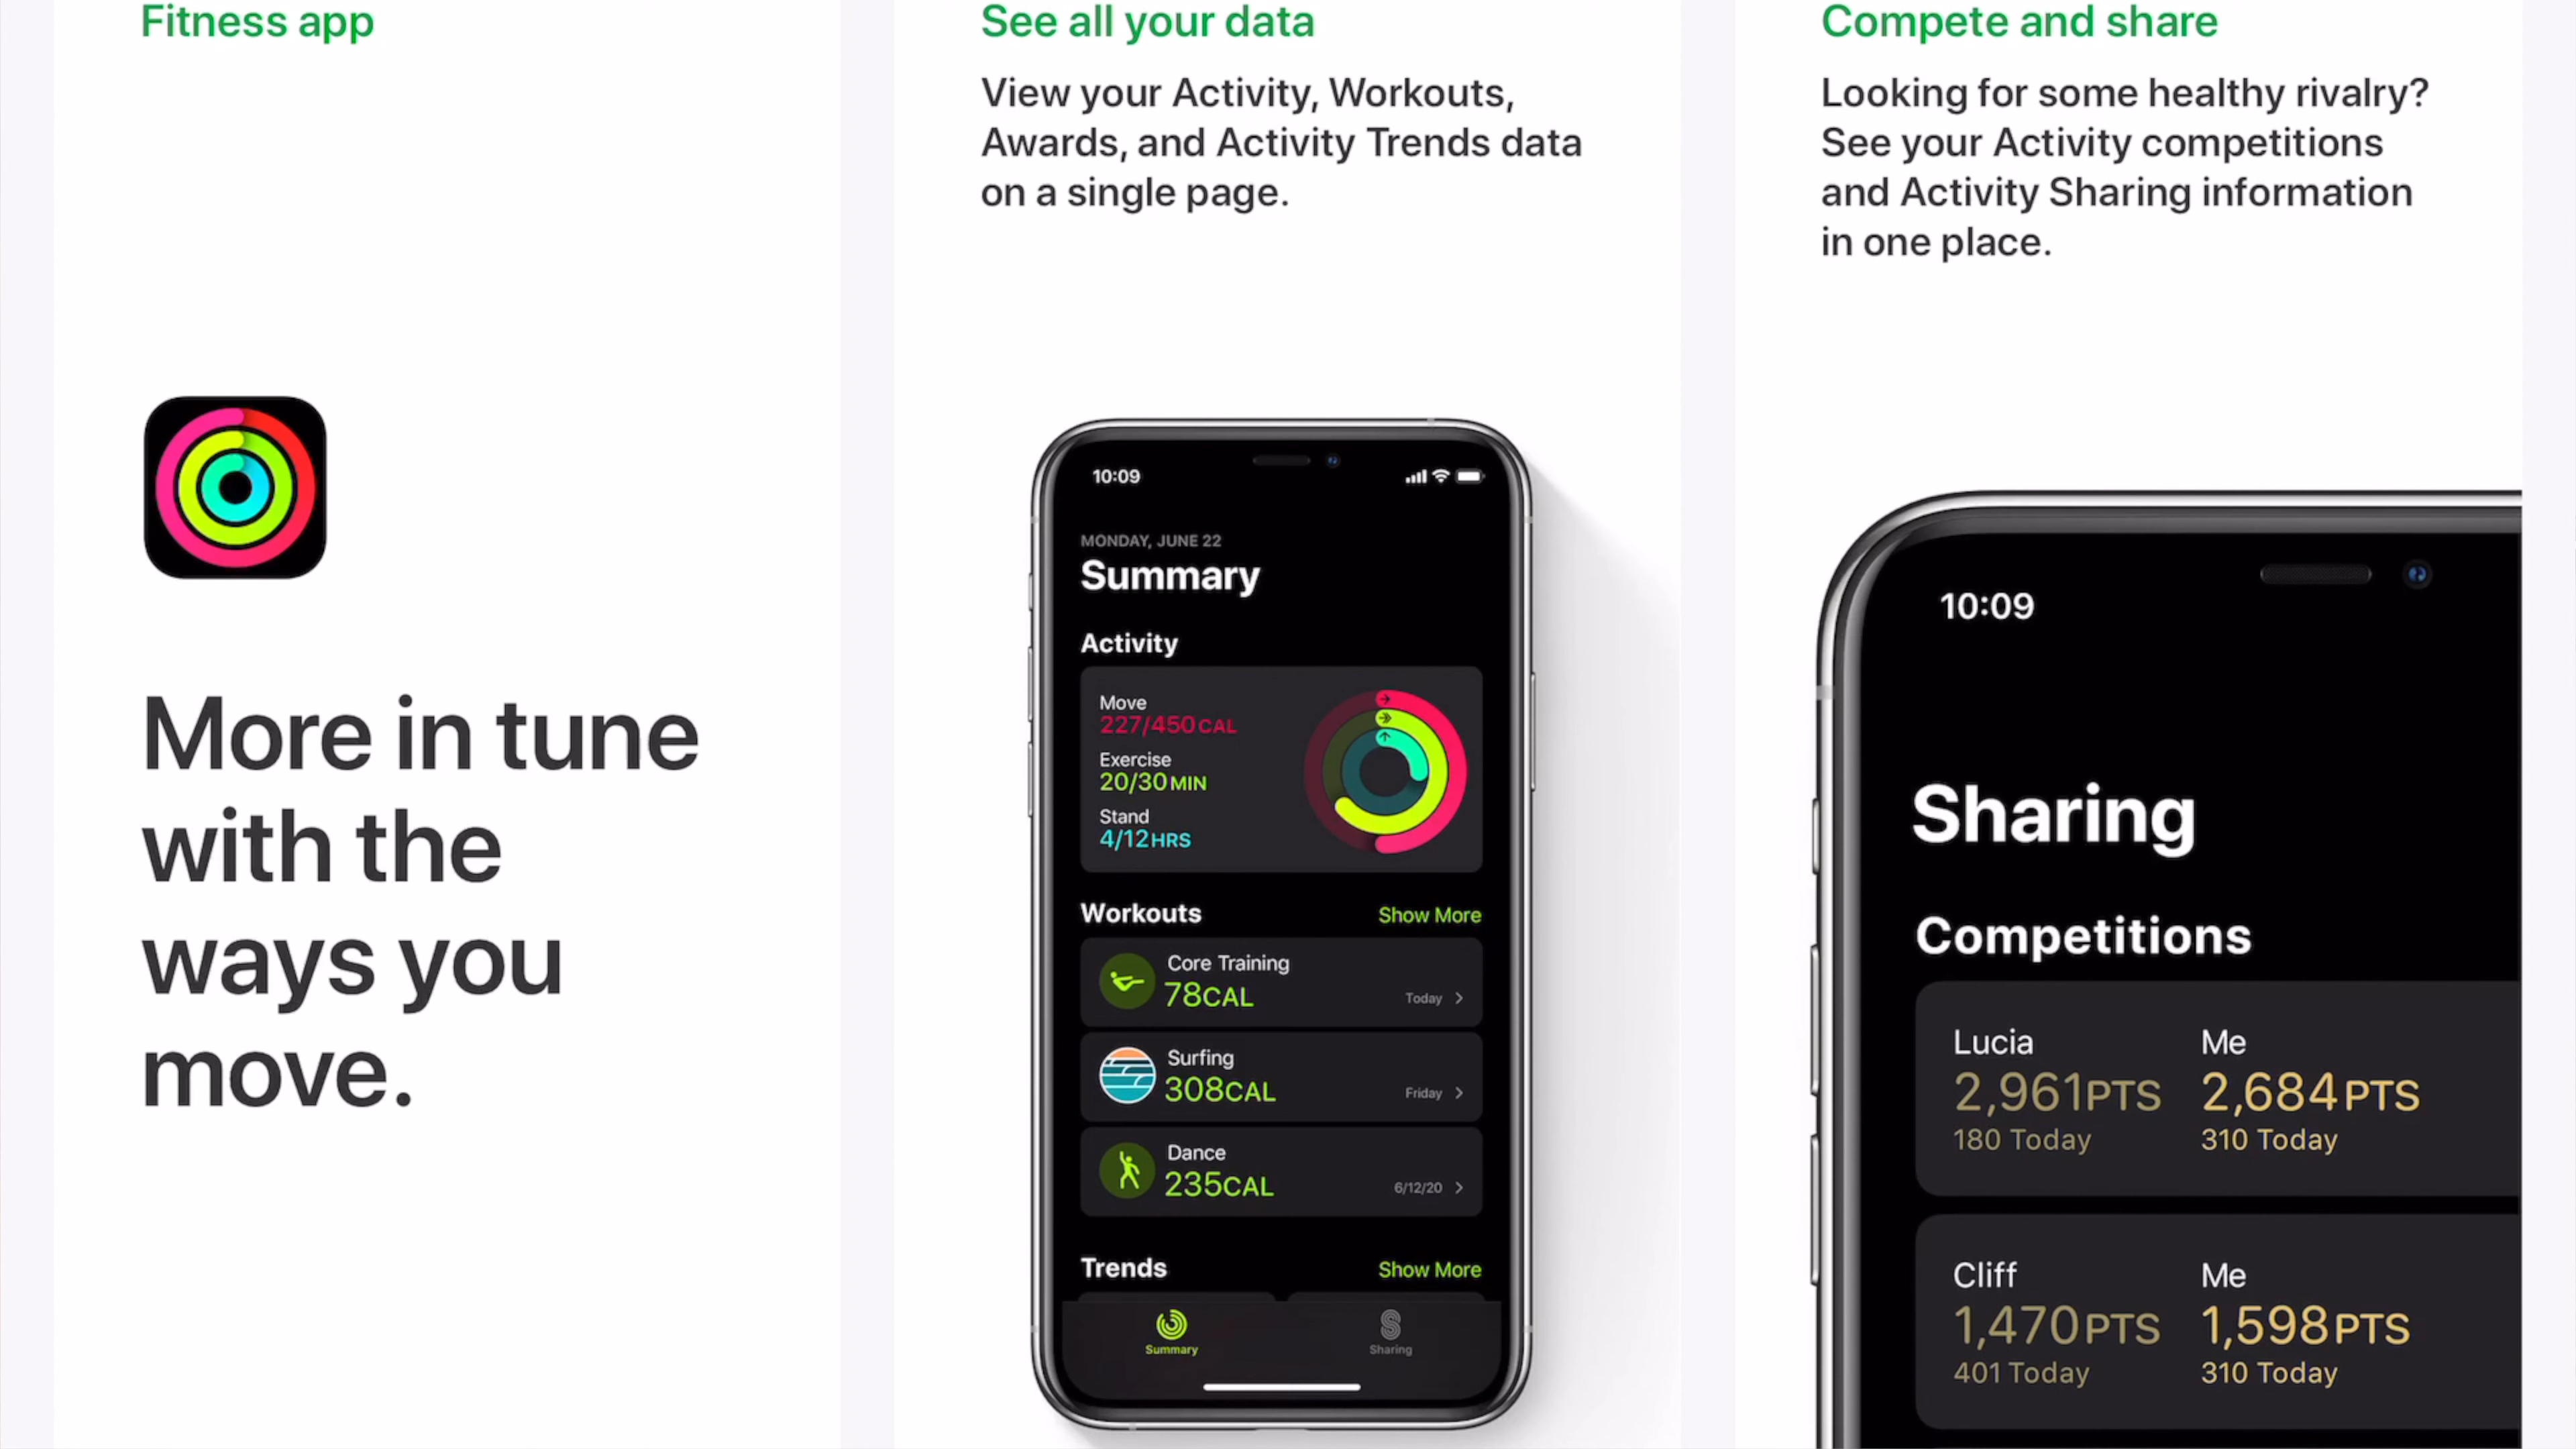 Fitness app
More in tune
with the
ways you
move.
See all your data
View your Activity, Workouts,
Awards, and Activity Trends data
on a single page.
10:09
MONDAY, JUNE 22
Summary
Activity
Move
227/450CAL
Exercise
20/30MIN
Stand
4/12HRS
Workouts
Show More
Core Training
78CAL
Today
Surfing
308CAL
Friday
Dance
235CAL
6/12/20
Trends
Show More
Summary
Sharing
Compete and share
Looking for some healthy rivalry?
See your Activity competitions
and Activity Sharing information
in one place.
10:09
Sharing
Competitions
Lucia
2,961PTS
180 Today
Me
2,684PTS
310 Today
Cliff
1,470PTS
401 Today
Me
1,598PTS
310 Today